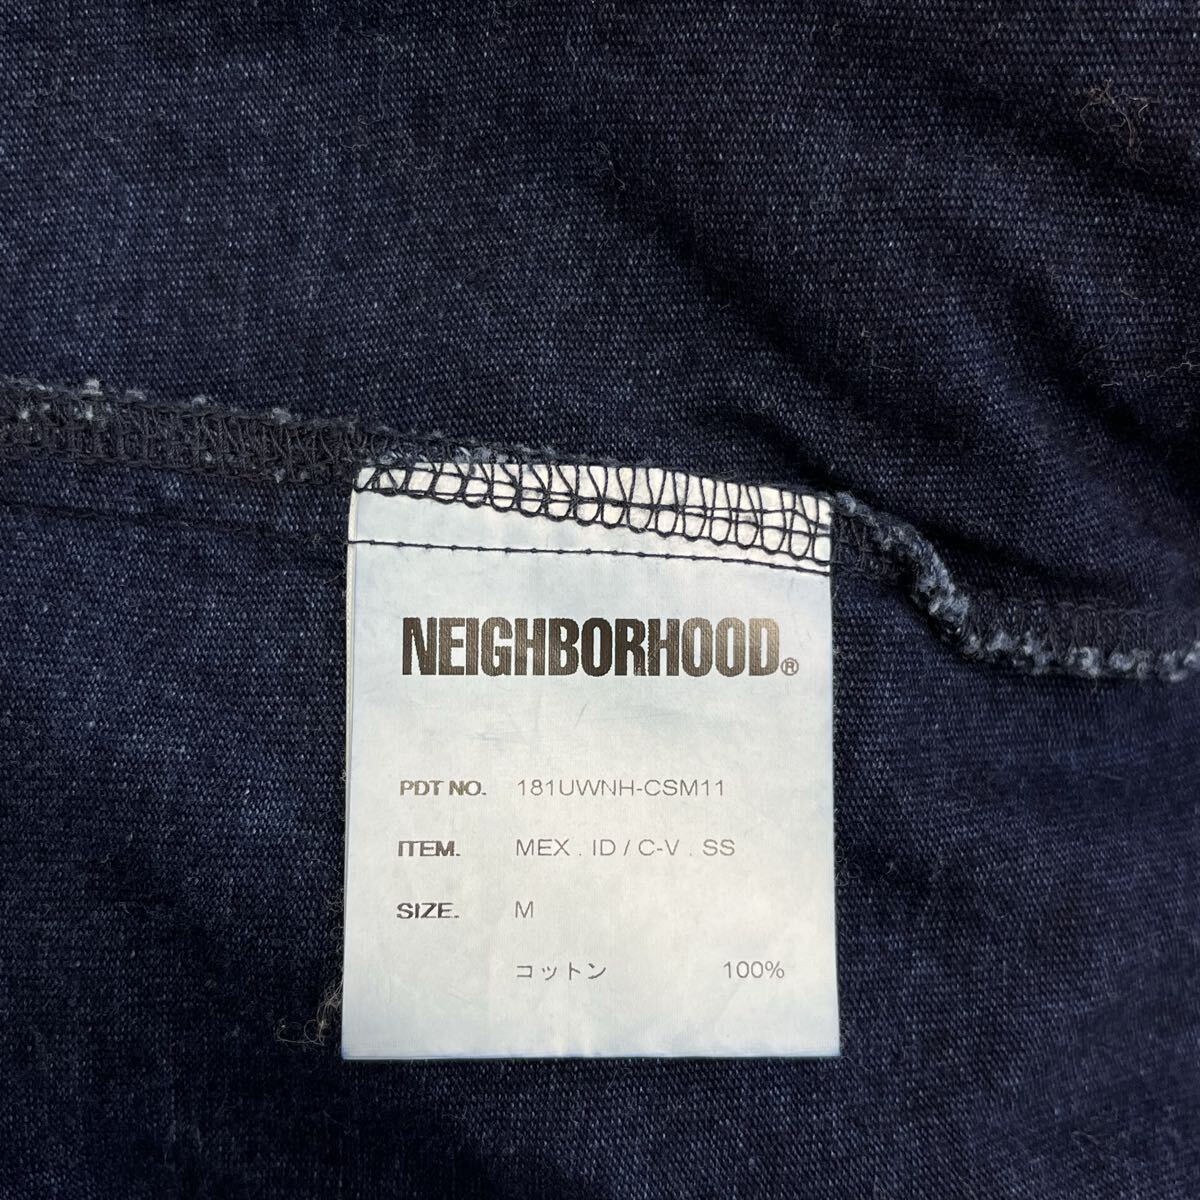 NEIGHBORHOOD®
PDT NO. 181UWNH-CSM11
ITEM. MEX . ID / C-V . SS
SIZE. M
コットン 100%